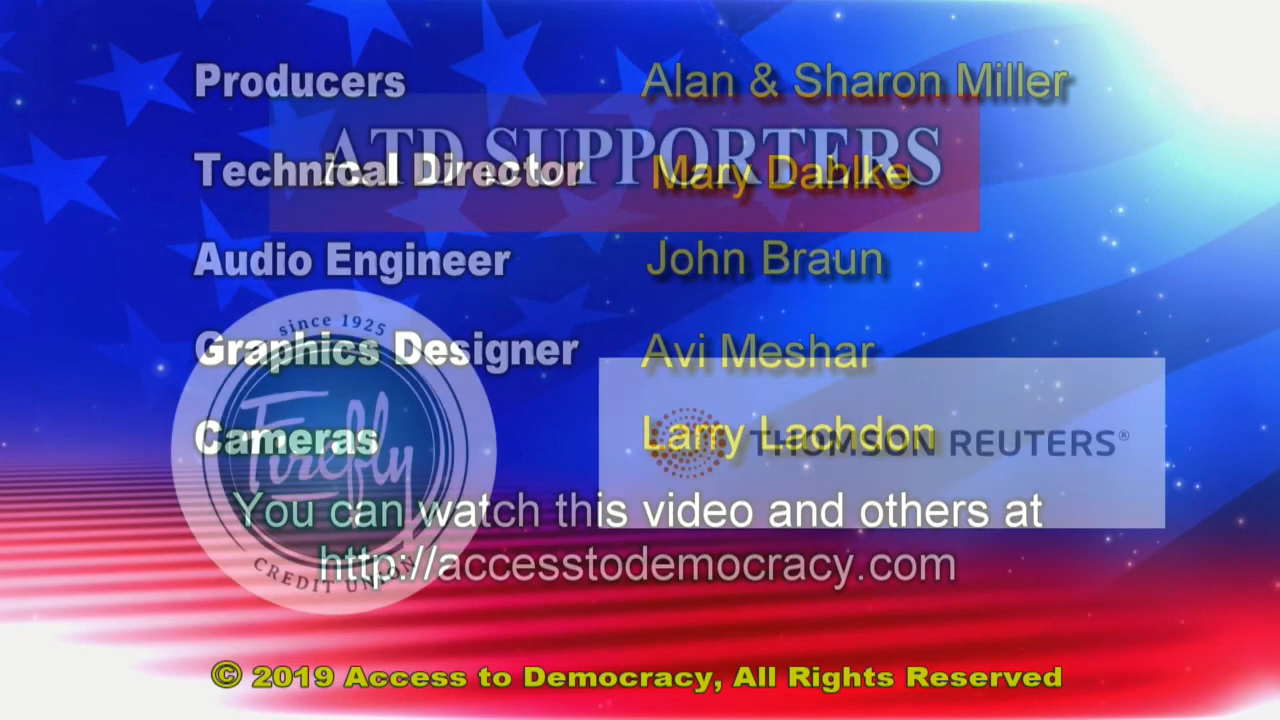 Producers Alan & Sharon Miller
ATD SUPPORTERS
Technical Director Mary Dahlke
Audio Engineer John Braun
since 1925
Graphics Designer Avi Meshar
Cameras Larry Lachdon
Firefly
THOMSON REUTERS®
You can watch this video and others at
http://accesstodemocracy.com
CREDIT UNION
© 2019 Access to Democracy, All Rights Reserved